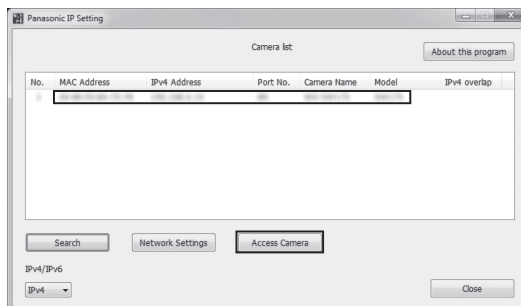 Panasonic IP Setting
Camera list
About this program
No. MAC Address IPv4 Address Port No. Camera Name Model IPv4 overlap
Search Network Settings Access Camera
IPv4/IPv6
IPv4 Close